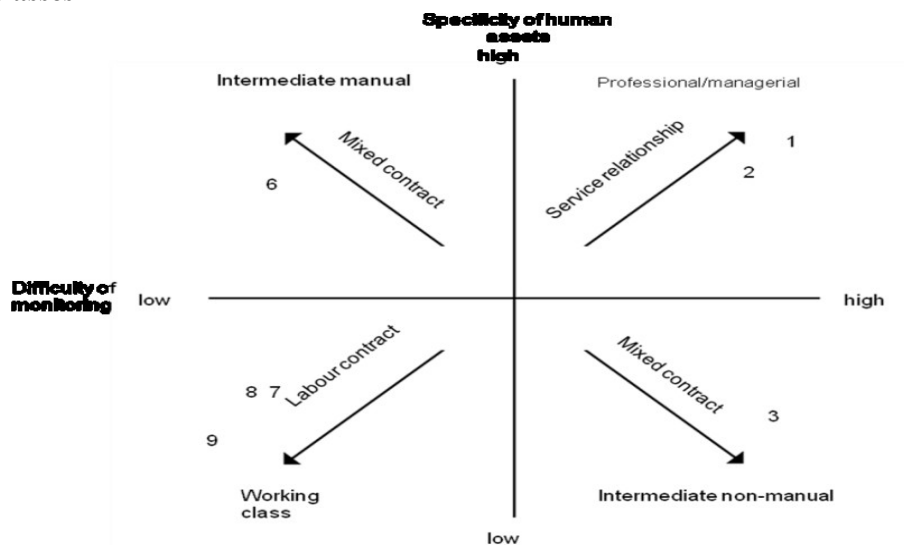 Specificity of human
assets
high
Intermediate manual
Professional/managerial
Mixed contract
Service relationship
1
2
6
Difficulty of
monitoring
low
high
Labour contract
Mixed contract
8 7
3
9
Working
class
Intermediate non-manual
low